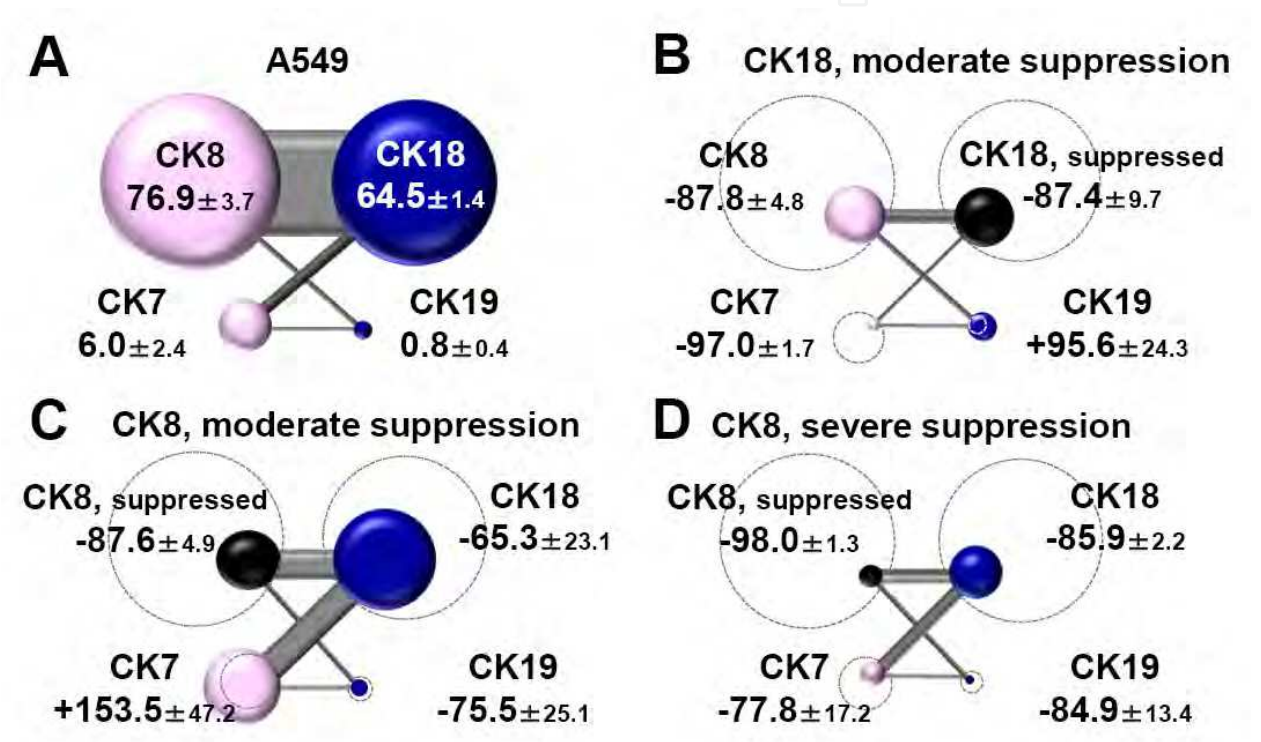 A
A549
CK8
76.9±3.7
CK18
64.5±1.4
CK7
6.0±2.4
CK19
0.8±0.4
B
CK18, moderate suppression
CK8
-87.8±4.8
CK18, suppressed
-87.4±9.7
CK7
-97.0±1.7
CK19
+95.6±24.3
C
CK8, moderate suppression
CK8, suppressed
-87.6±4.9
CK18
-65.3±23.1
CK7
+153.5±47.2
CK19
-75.5±25.1
D
CK8, severe suppression
CK8, suppressed
-98.0±1.3
CK18
-85.9±2.2
CK7
-77.8±17.2
CK19
-84.9±13.4